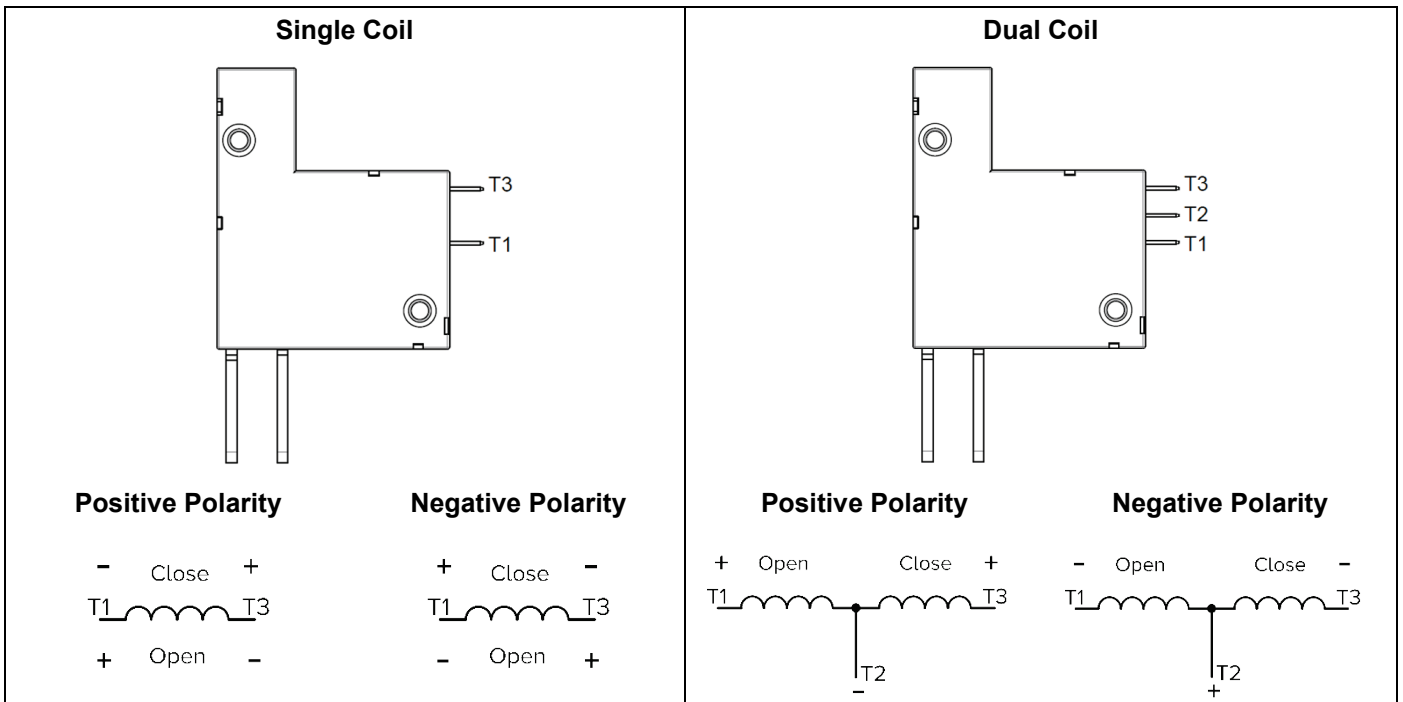 Single Coil
T3
T1
Positive Polarity Negative Polarity
- Close +
T1 T3
+ Open -
+ Close -
T1 T3
- Open +
Dual Coil
T3
T2
T1
Positive Polarity Negative Polarity
+ Open Close +
T1 T3
T2
-
- Open Close -
T1 T3
T2
+